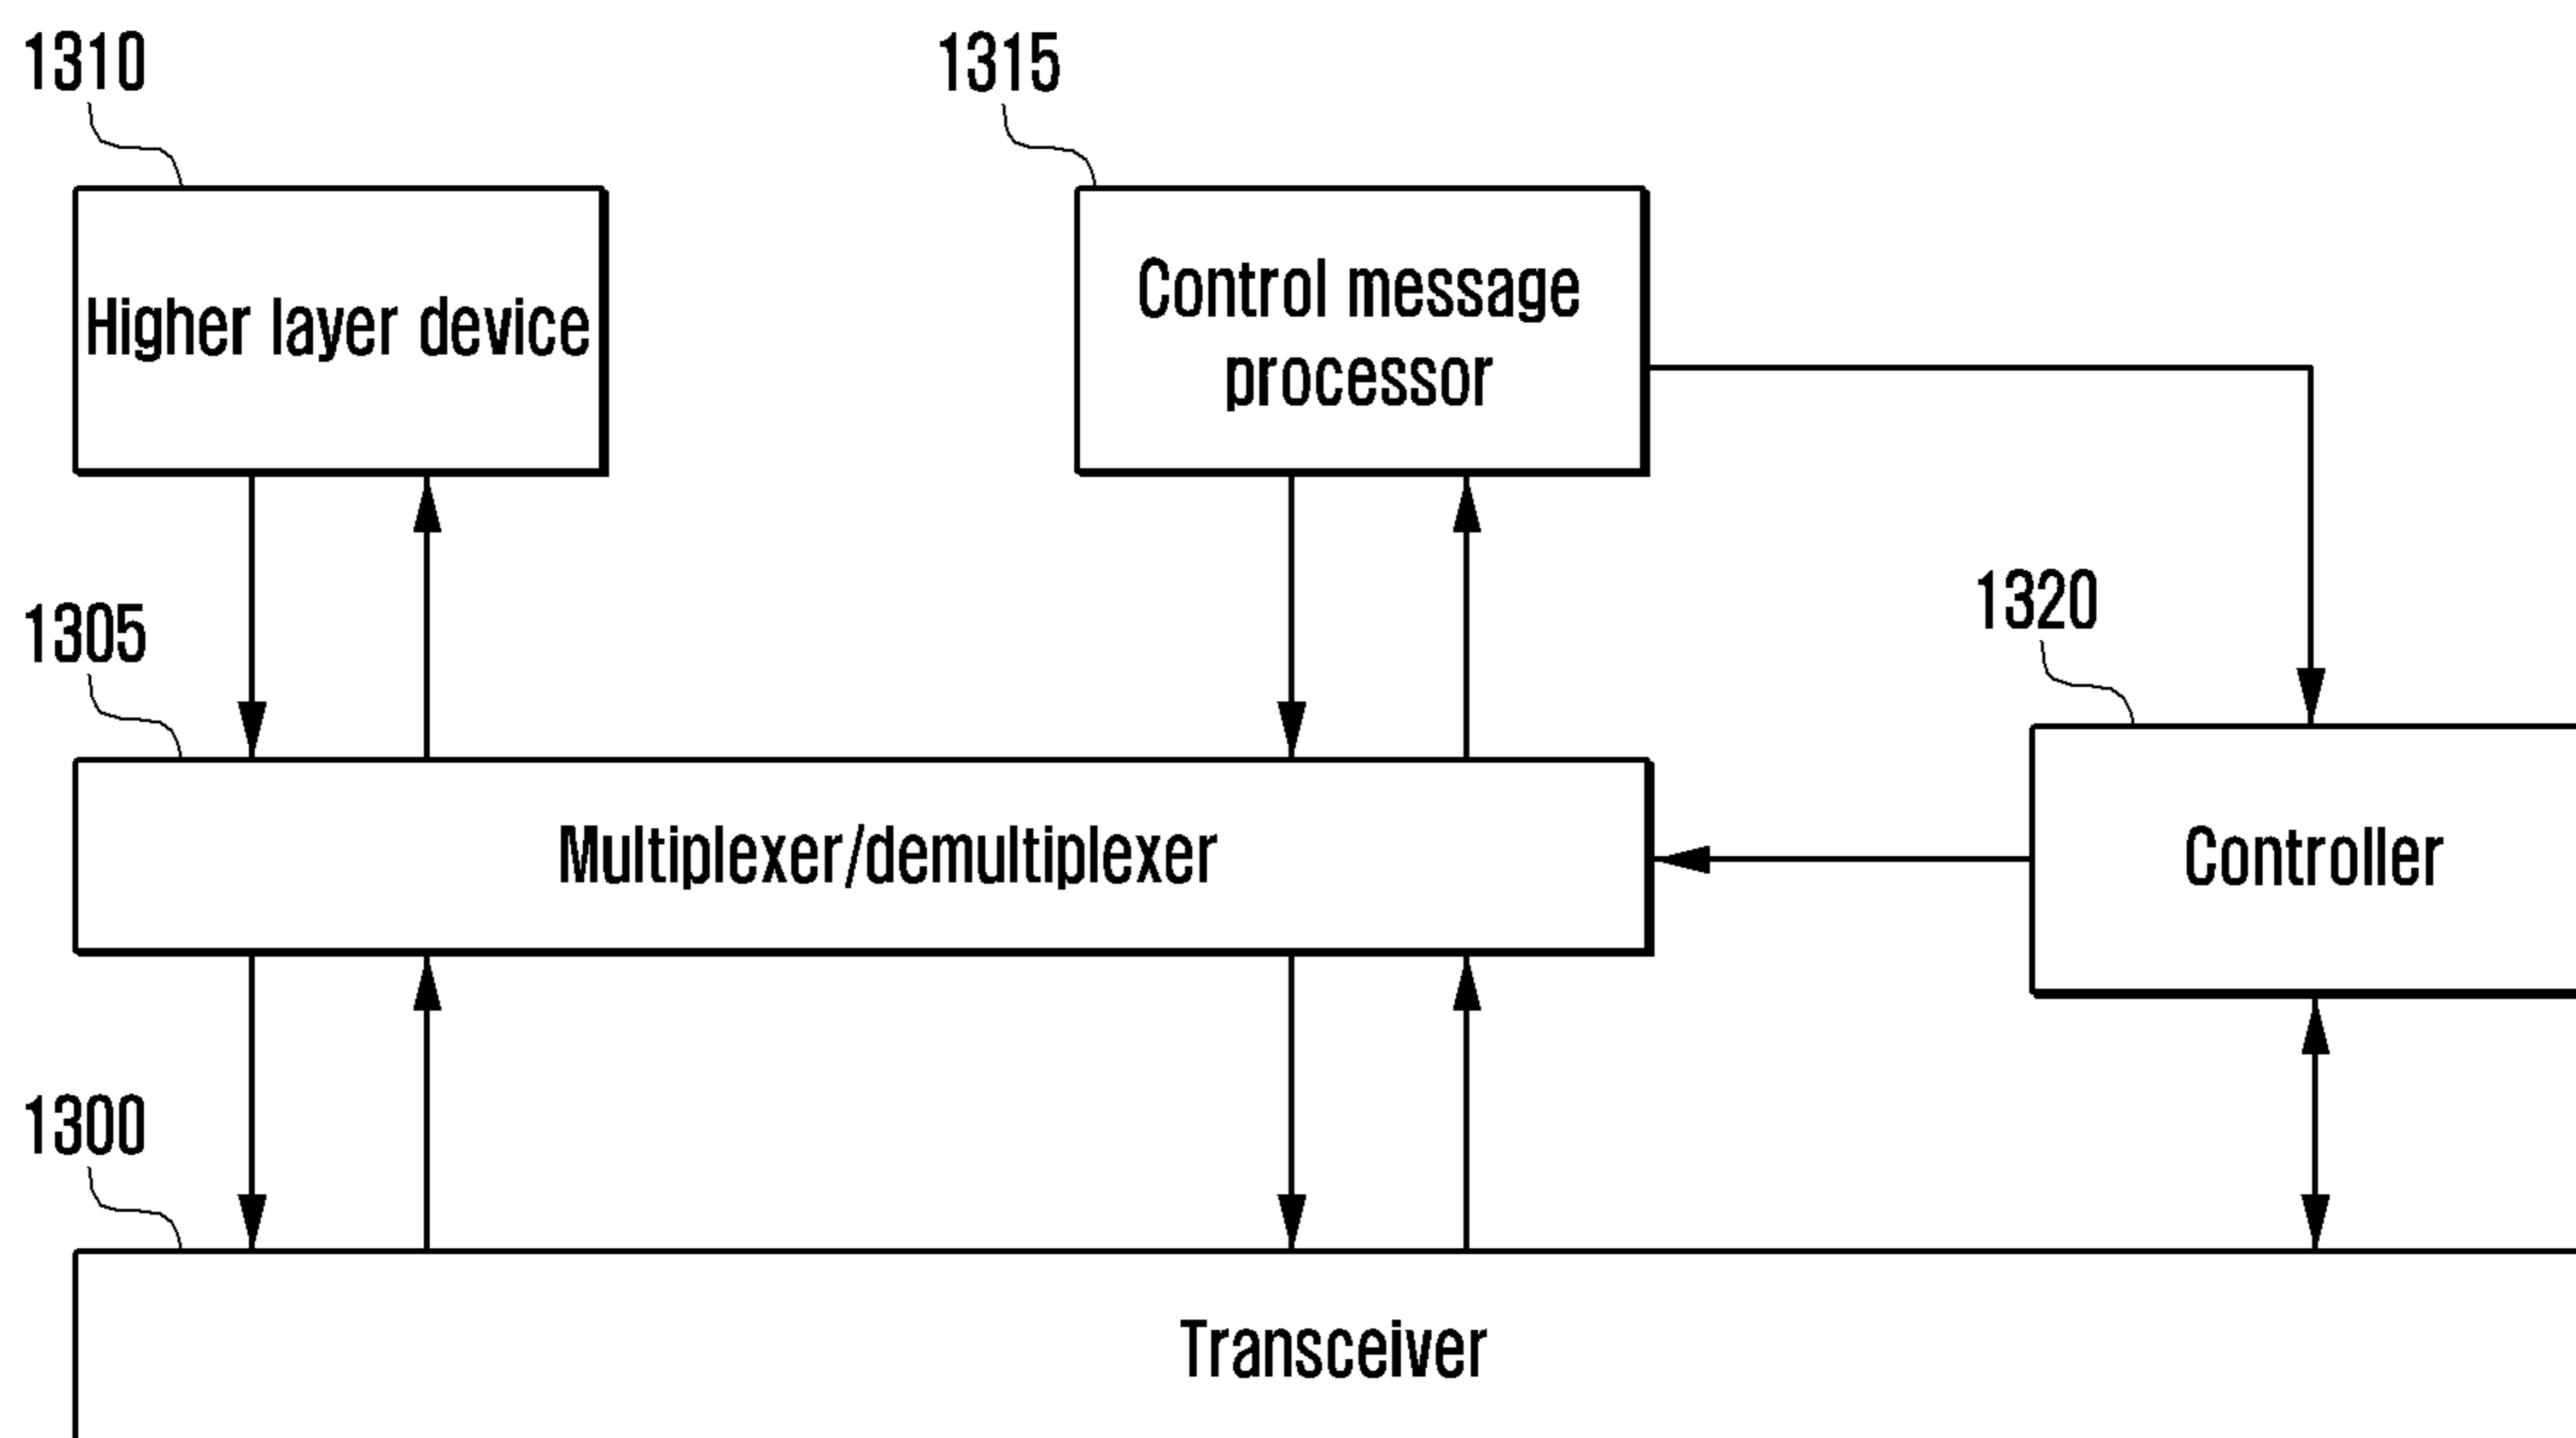 1310
1315
Higher layer device
Control message
processor
1305
1320
Multiplexer/demultiplexer
Controller
1300
Transceiver